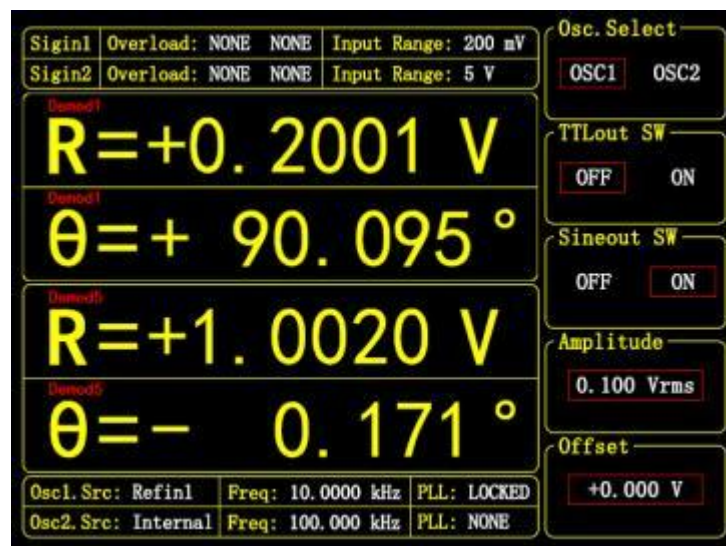 Sigin1 Overload: NONE NONE Input Range: 200 mV
Sigin2 Overload: NONE NONE Input Range: 5 V
Demod1
R=+0.2001 V
Demod1
θ=+ 90.095 °
Demod5
R=+1.0020 V
Demod5
θ=- 0.171 °
Osc1.Src: Refin1 Freq: 10.0000 kHz PLL: LOCKED
Osc2.Src: Internal Freq: 100.000 kHz PLL: NONE
Osc.Select
OSC1 OSC2
TTLout SW
OFF ON
Sineout SW
OFF ON
Amplitude
0.100 Vrms
Offset
+0.000 V